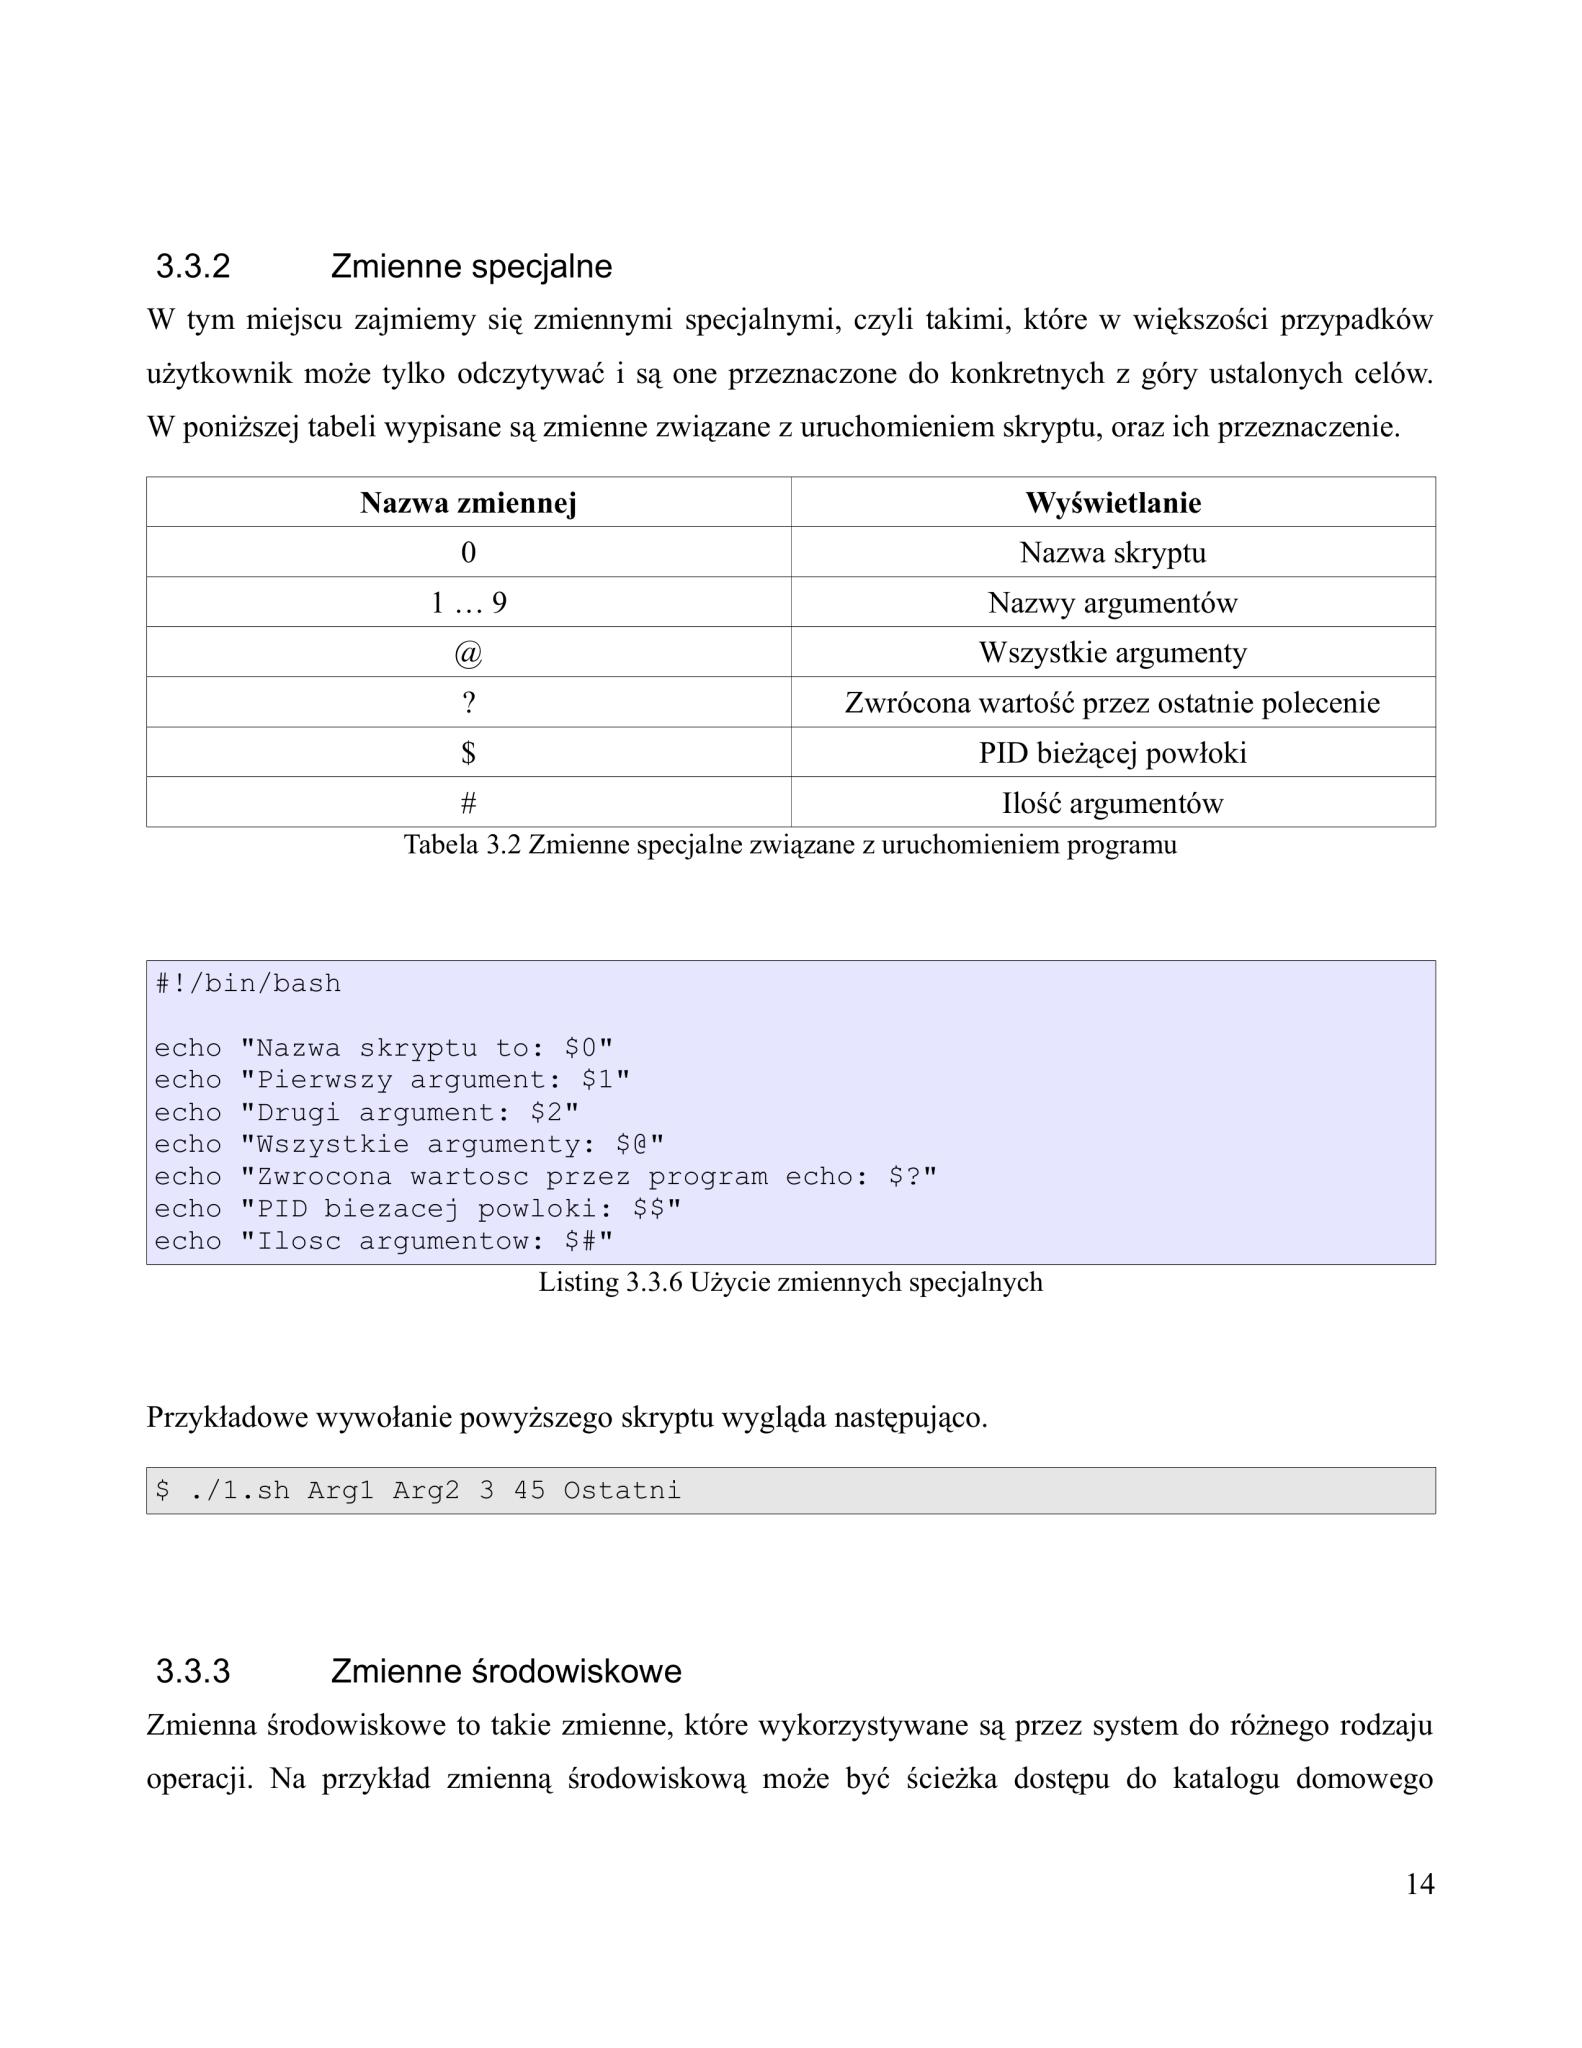 3.3.2 Zmienne specjalne
W tym miejscu zajmiemy się zmiennymi specjalnymi, czyli takimi, które w większości przypadków
użytkownik może tylko odczytywać i są one przeznaczone do konkretnych z góry ustalonych celów.
W poniższej tabeli wypisane są zmienne związane z uruchomieniem skryptu, oraz ich przeznaczenie.
Nazwa zmiennej Wyświetlanie
0 Nazwa skryptu
1 … 9 Nazwy argumentów
@ Wszystkie argumenty
? Zwrócona wartość przez ostatnie polecenie
$ PID bieżącej powłoki
# Ilość argumentów
Tabela 3.2 Zmienne specjalne związane z uruchomieniem programu
#!/bin/bash
echo "Nazwa skryptu to: $0"
echo "Pierwszy argument: $1"
echo "Drugi argument: $2"
echo "Wszystkie argumenty: $@"
echo "Zwrocona wartosc przez program echo: $?"
echo "PID biezacej powloki: $$"
echo "Ilosc argumentow: $#"
Listing 3.3.6 Użycie zmiennych specjalnych
Przykładowe wywołanie powyższego skryptu wygląda następująco.
$ ./1.sh Arg1 Arg2 3 45 Ostatni
3.3.3 Zmienne środowiskowe
Zmienna środowiskowe to takie zmienne, które wykorzystywane są przez system do różnego rodzaju
operacji. Na przykład zmienną środowiskową może być ścieżka dostępu do katalogu domowego
14